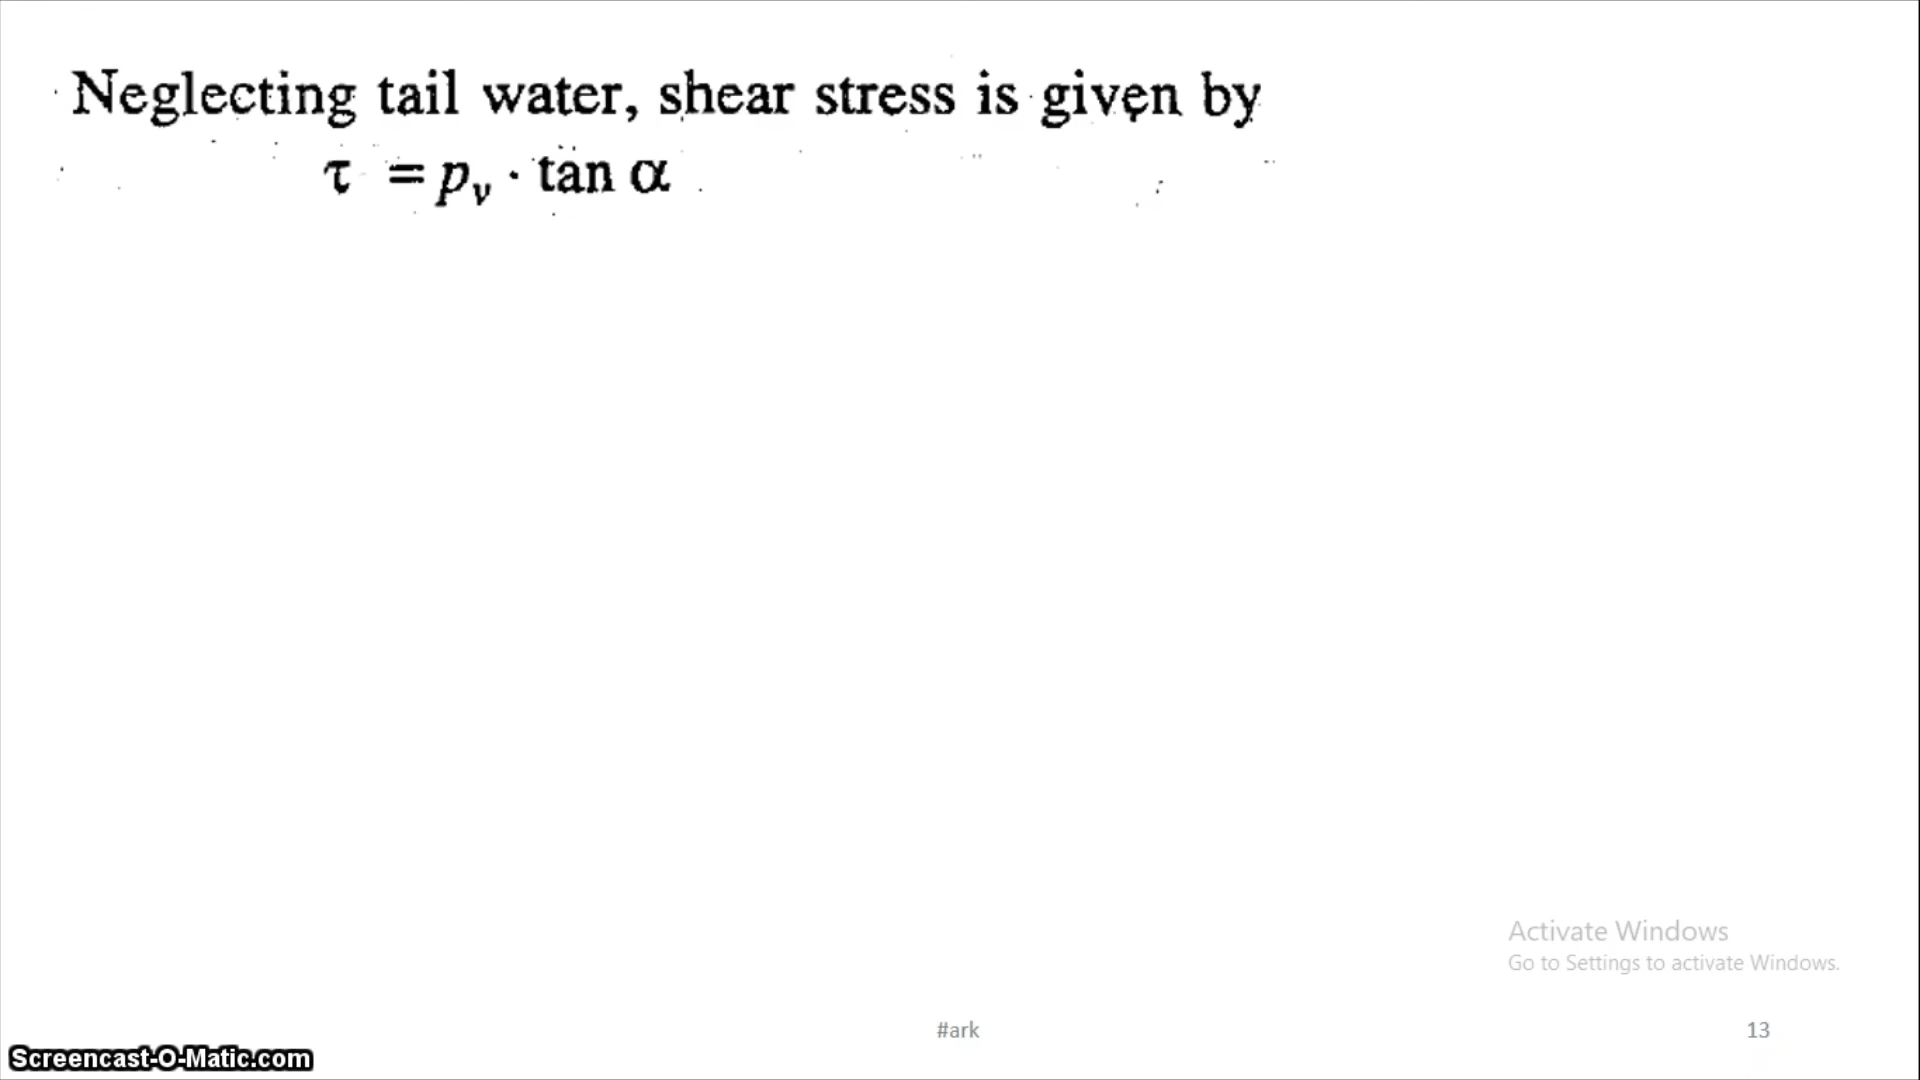 Neglecting tail water, shear stress is given by
τ = pᵥ · tan α
Activate Windows
Go to Settings to activate Windows.
#ark
13
Screencast-O-Matic.com